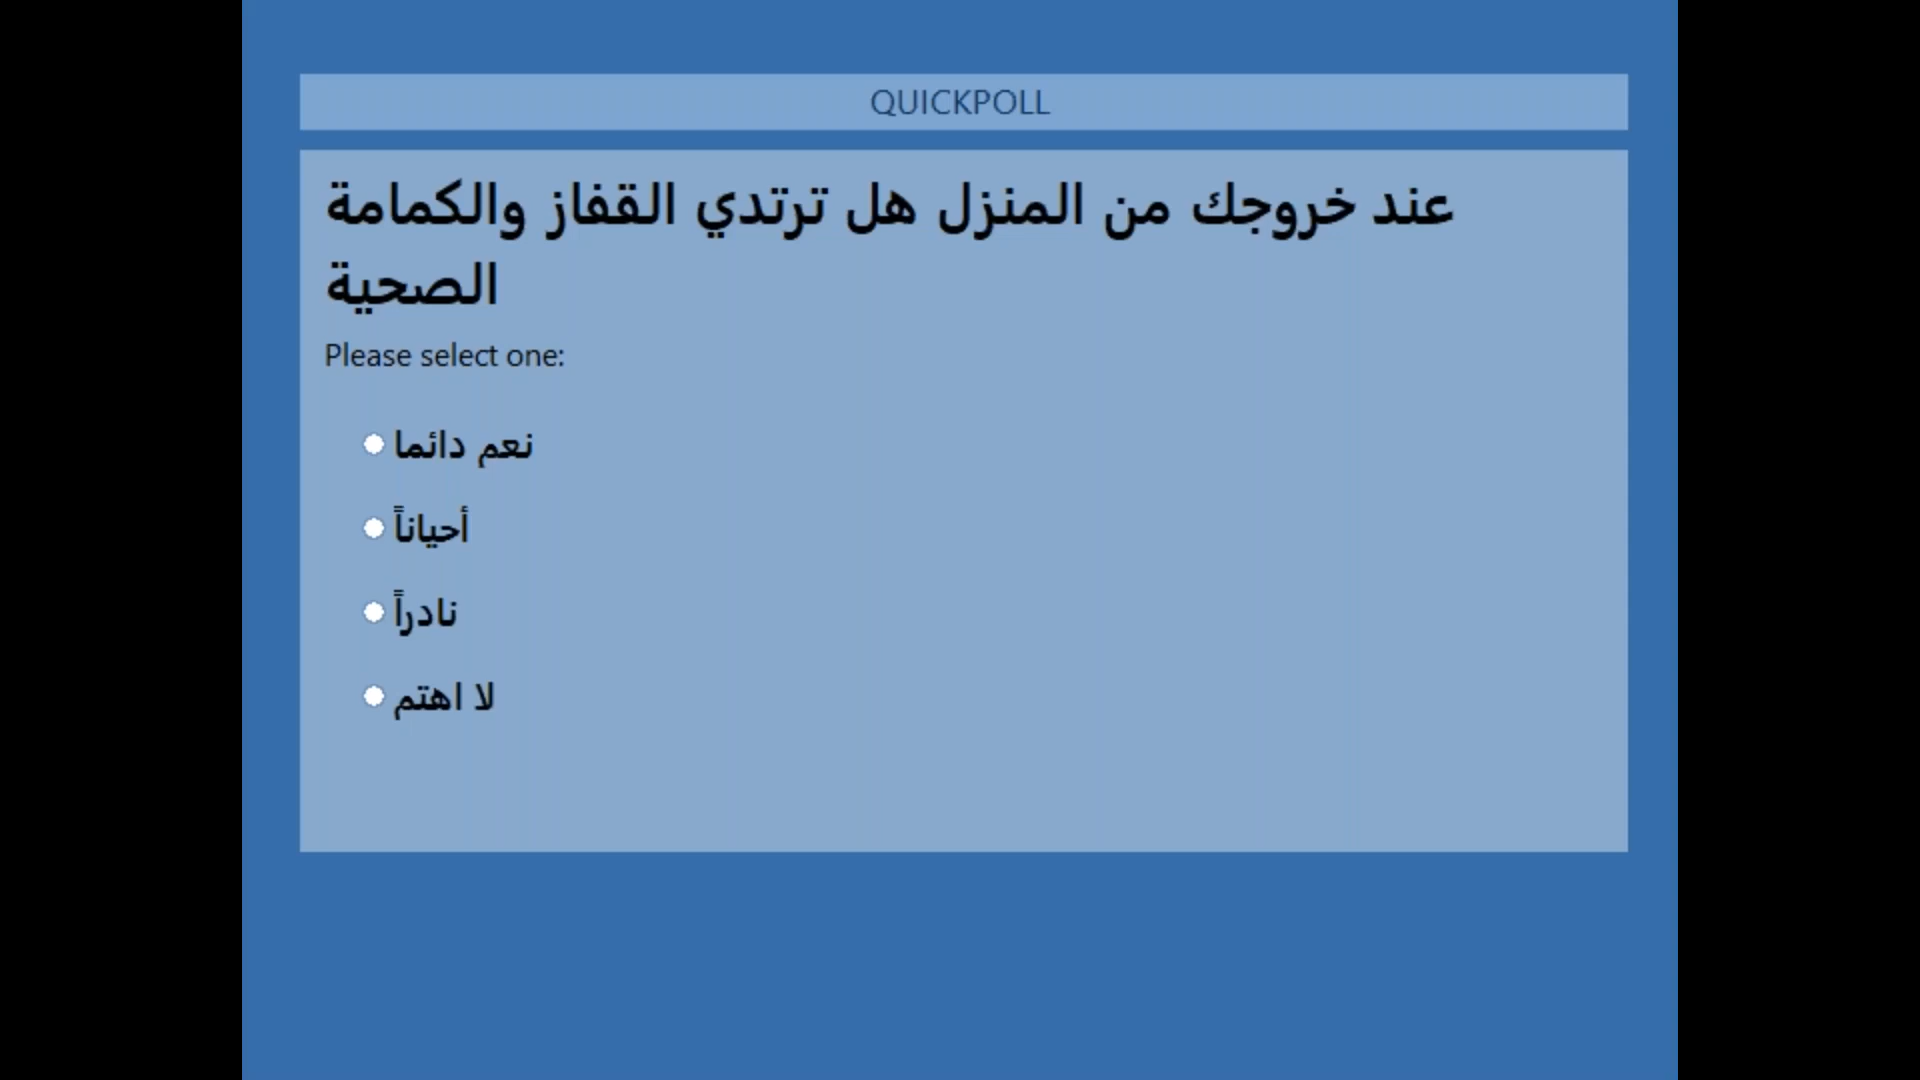 QUICKPOLL
عند خروجك من المنزل هل ترتدي القفاز والكمامة
الصحية
Please select one:
نعم دائما
أحياناً
نادراً
لا اهتم